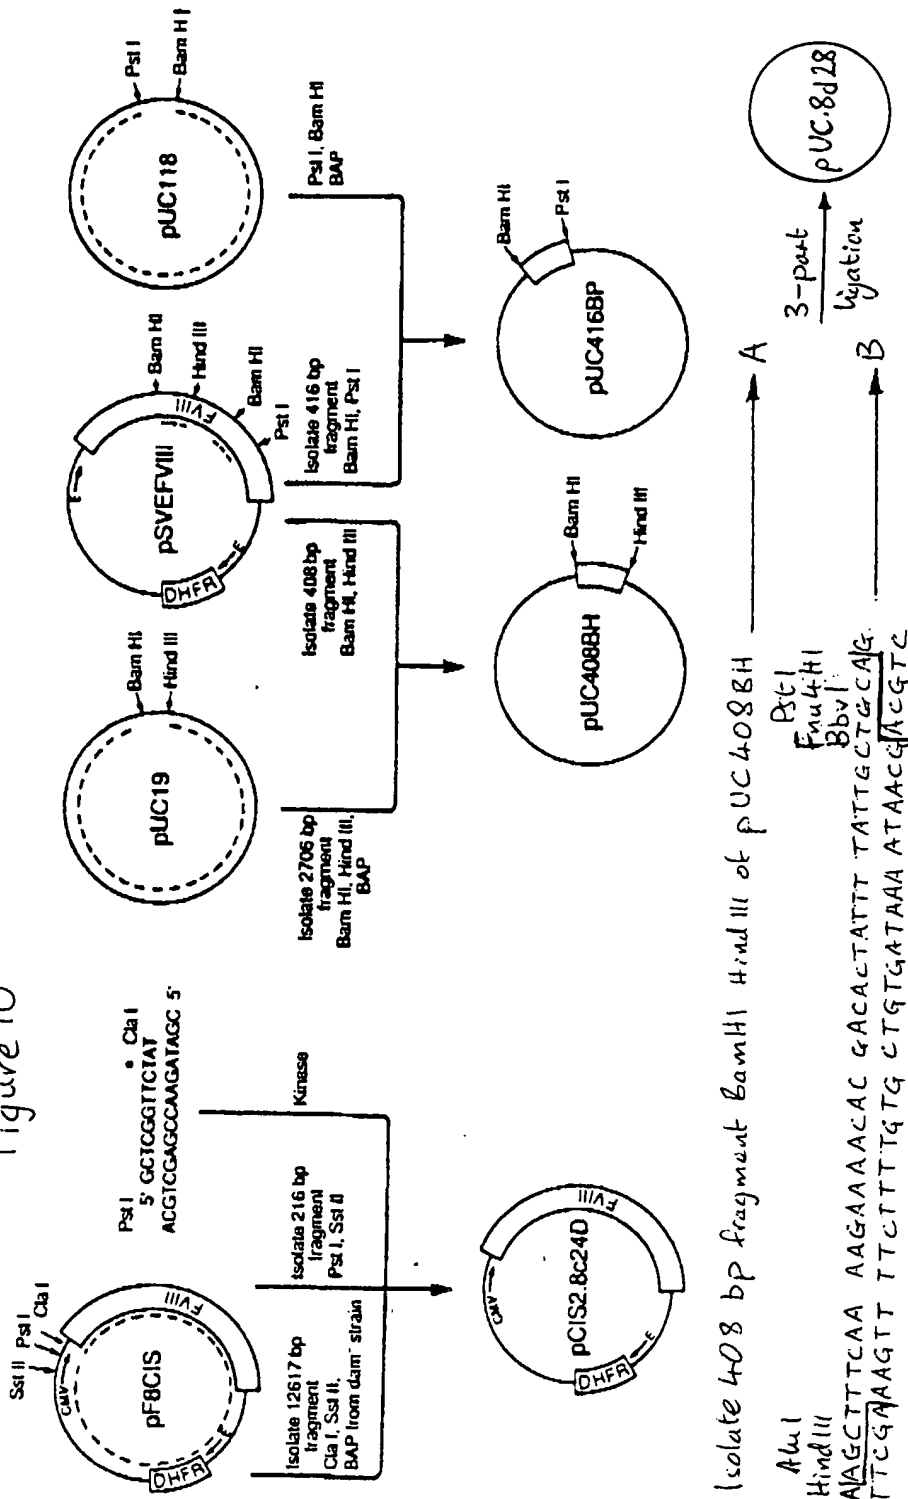 Figure 10
Sst II
Pst I
Cla I
CMV
pF8CIS
FVIII
DHFR
E
Pst I
Cla I
5' GCTCGGTTCTAT
ACGTCGAGCCAAGATAGC 5'
Isolate 12617 bp
fragment
Cla I, Sst II,
BAP from dam⁻ strain
Isolate 216 bp
fragment
Pst I, Sst II
Kinase
CMV
pCIS2.8c24D
FVIII
DHFR
E
pUC19
Bam HI
Hind III
E
pSVEFVIII
FVIII
DHFR
E
Bam HI
Hind III
Bam HI
Pst I
pUC118
Pst I
Bam HI
Isolate 2706 bp
fragment
Bam HI, Hind III,
BAP
Isolate 408 bp
fragment
Bam HI, Hind III
Isolate 416 bp
fragment
Bam HI, Pst I
Pst I, Bam HI
BAP
pUC408BH
Bam HI
Hind III
pUC416BP
Bam HI
Pst I
Isolate 408 bp fragment BamHI Hind III of pUC408BH
A
Alu I
Hind III
Pst I
Fnu4HI
Bbv I
AAGCTTTCAA AAGAAAACAC GACACTATTT TATTGCTGCAG
TTCGAAAGTT TTCTTTTGTG CTGTGATAAA ATAACGACGTC
B
3-part
ligation
pUC.8d28